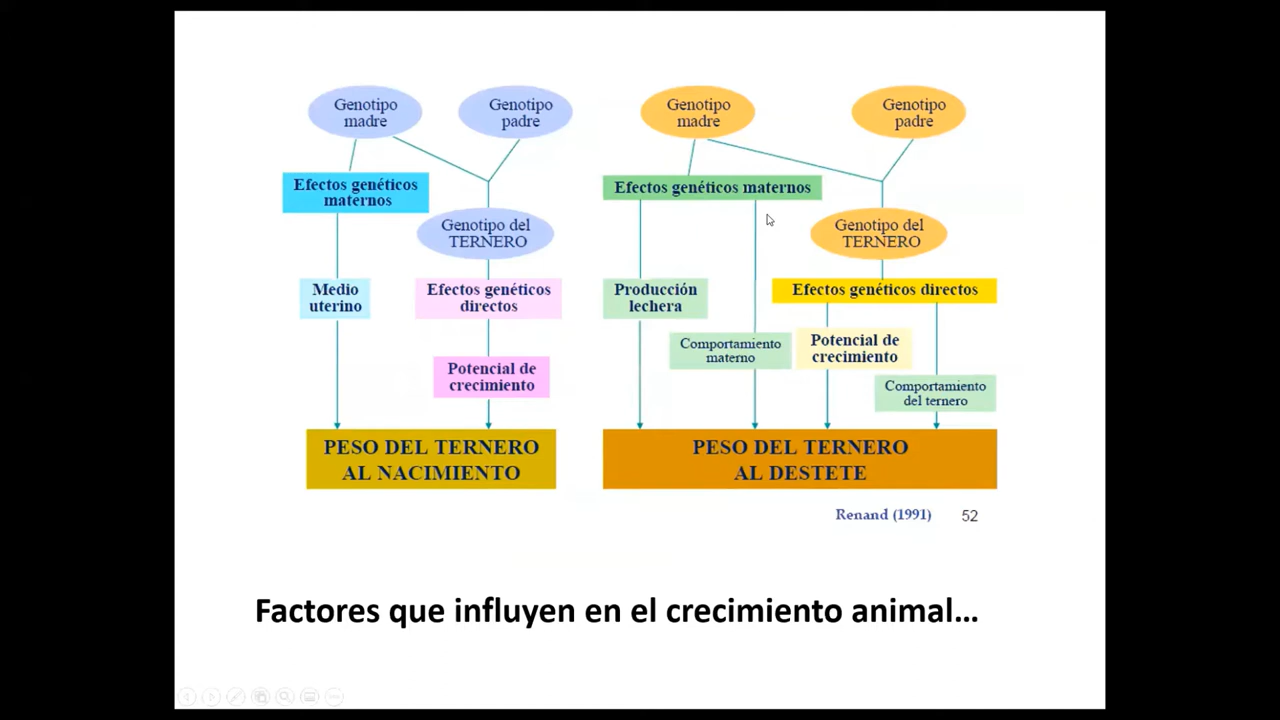 Genotipo
madre
Genotipo
padre
Efectos genéticos
maternos
Genotipo del
TERNERO
Medio
uterino
Efectos genéticos
directos
Potencial de
crecimiento
PESO DEL TERNERO
AL NACIMIENTO
Genotipo
madre
Genotipo
padre
Efectos genéticos maternos
Genotipo del
TERNERO
Producción
lechera
Efectos genéticos directos
Comportamiento
materno
Potencial de
crecimiento
Comportamiento
del ternero
PESO DEL TERNERO
AL DESTETE
Renand (1991)
52
Factores que influyen en el crecimiento animal...